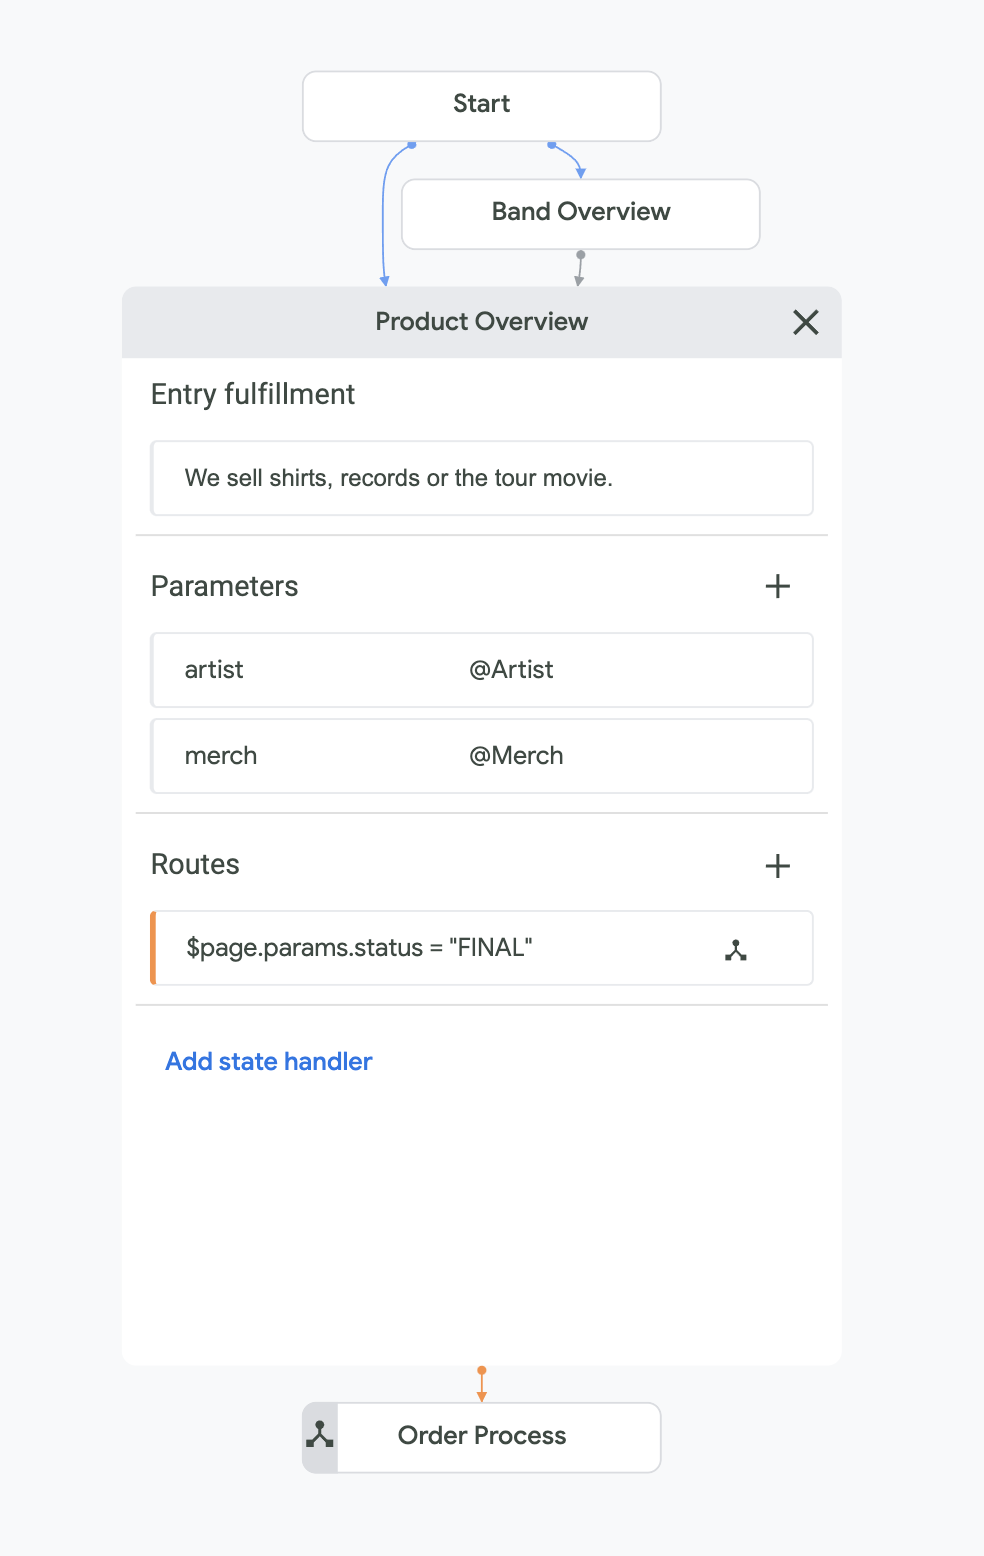 Start
Band Overview
Product Overview
Entry fulfillment
We sell shirts, records or the tour movie.
Parameters
artist @Artist
merch @Merch
Routes
$page.params.status = "FINAL"
Add state handler
Order Process